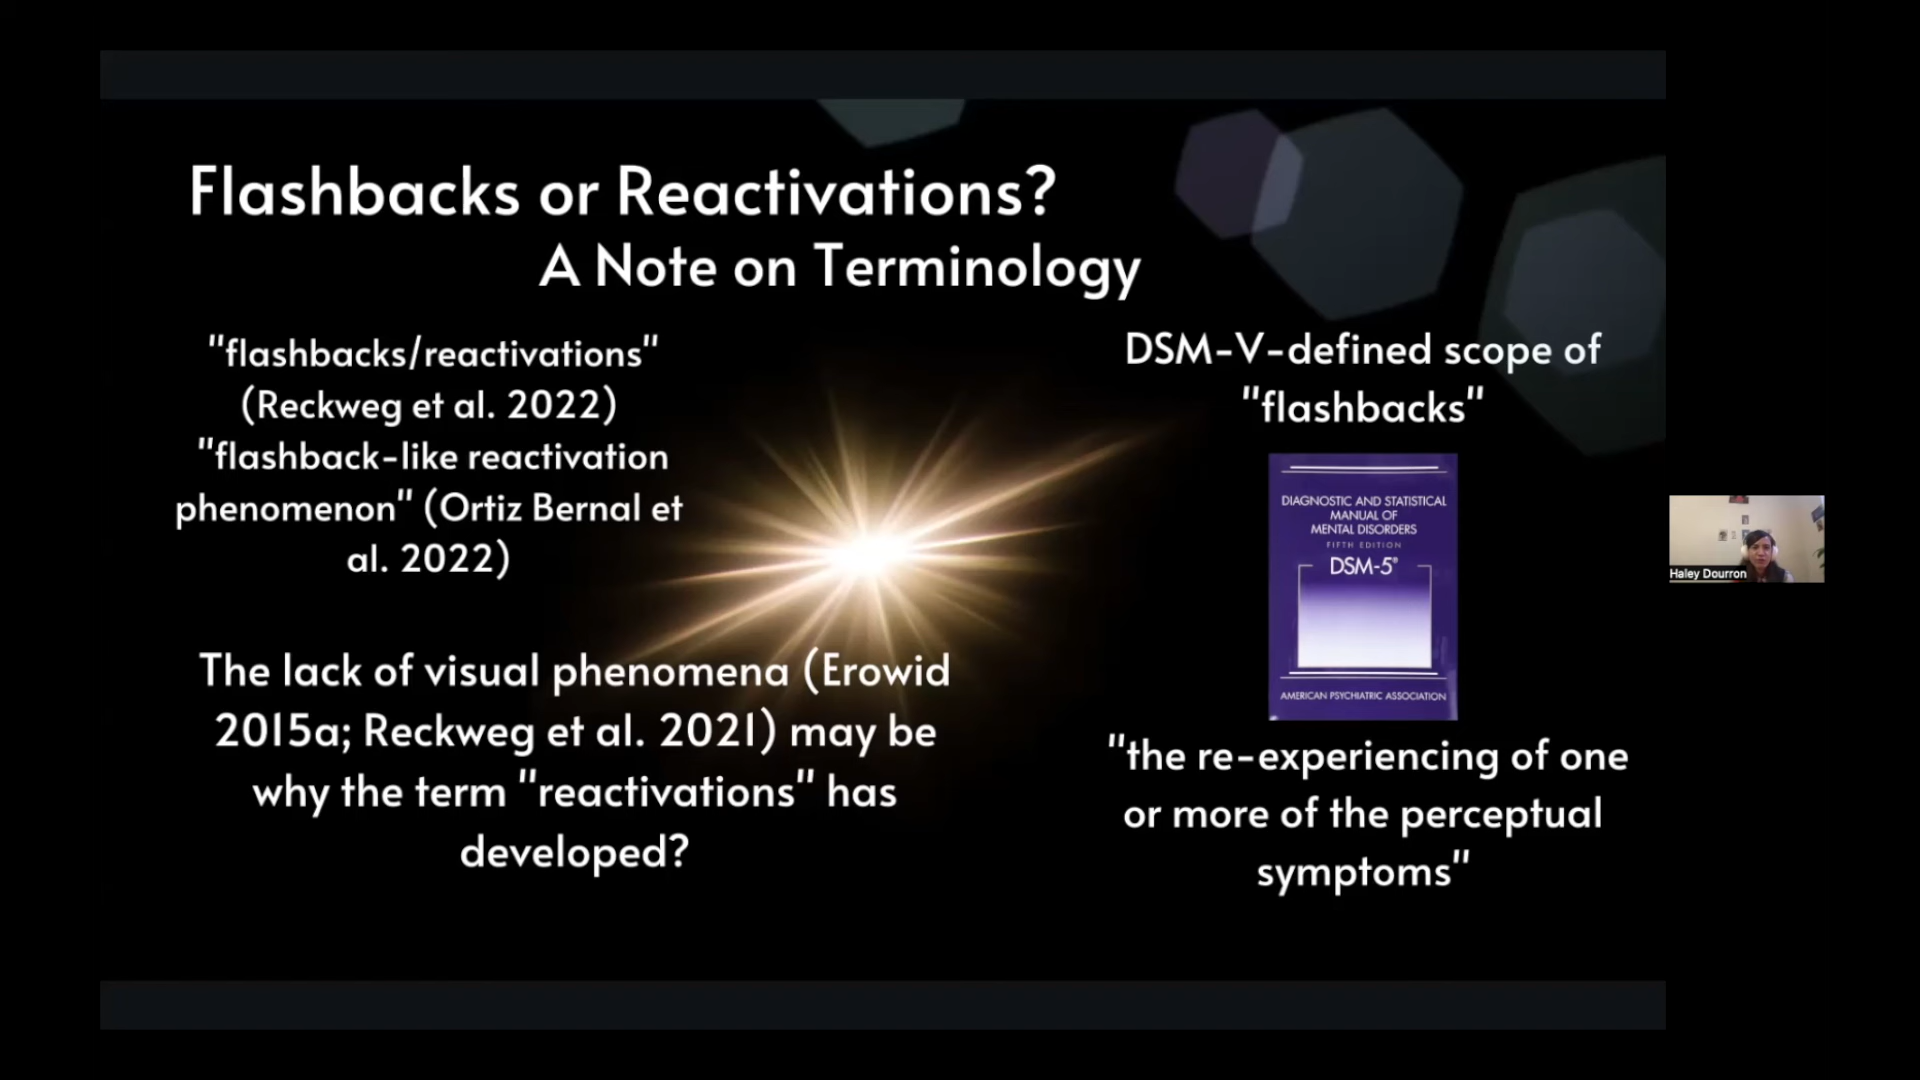 Flashbacks or Reactivations?
A Note on Terminology
"flashbacks/reactivations"
(Reckweg et al. 2022)
"flashback-like reactivation
phenomenon" (Ortiz Bernal et
al. 2022)
The lack of visual phenomena (Erowid
2015a; Reckweg et al. 2021) may be
why the term "reactivations" has
developed?
DSM-V-defined scope of
"flashbacks"
DIAGNOSTIC AND STATISTICAL
MANUAL OF
MENTAL DISORDERS
FIFTH EDITION
DSM-5®
AMERICAN PSYCHIATRIC ASSOCIATION
"the re-experiencing of one
or more of the perceptual
symptoms"
Haley Dourron